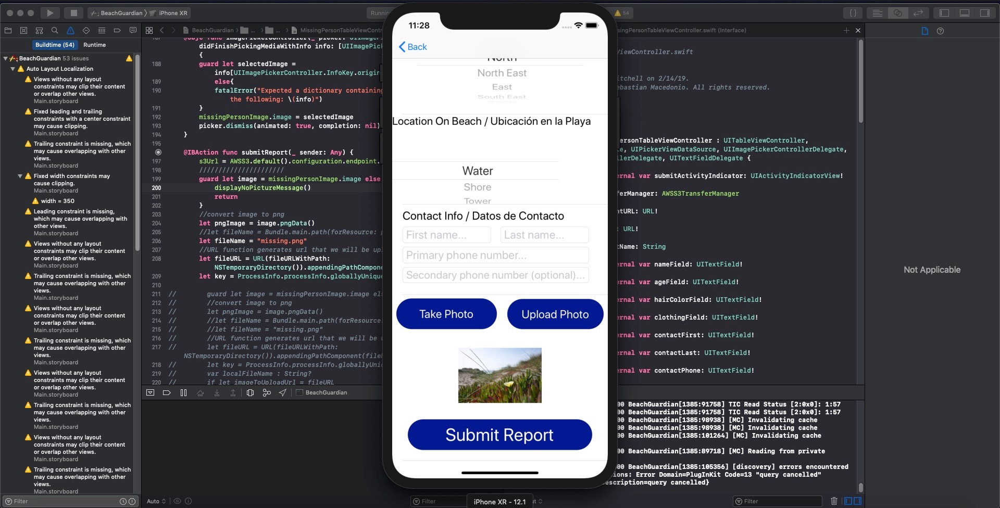 BeachGuardian
iPhone XR
Running
54
Buildtime (54)
Runtime
BeachGuardian 53 issues
Auto Layout Localization
Views without any layout
constraints may clip their content
or overlap other views.
Main.storyboard
Fixed leading and trailing
constraints with a center constraint
may cause clipping.
Main.storyboard
Trailing constraint is missing, which
may cause overlapping with other
views.
Main.storyboard
Fixed width constraints may
cause clipping.
Main.storyboard
width = 350
Leading constraint is missing,
which may cause overlapping with
other views.
Main.storyboard
Views without any layout
constraints may clip their content
or overlap other views.
Main.storyboard
Trailing constraint is missing, which
may cause overlapping with other
views.
Main.storyboard
Views without any layout
constraints may clip their content
or overlap other views.
Main.storyboard
Trailing constraint is missing, which
may cause overlapping with other
views.
Main.storyboard
Views without any layout
constraints may clip their content
or overlap other views.
Main.storyboard
Trailing constraint is missing, which
may cause overlapping with other
views.
Main.storyboard
Views without any layout
constraints may clip their content
or overlap other views.
Main.storyboard
Trailing constraint is missing, which
may cause overlapping with other
views.
Main.storyboard
Filter
BeachGuardian
...
...
MissingPersonTableViewContr
didFinishPickingMediaWithInfo info: [UIImagePic
{
188 guard let selectedImage =
info[UIImagePickerController.InfoKey.origin
189 else{
190 fatalError("Expected a dictionary containing
the following: \(info)")
191 }
192 missingPersonImage.image = selectedImage
193 picker.dismiss(animated: true, completion: nil)
194 }
195
@IBAction func submitReport(_ sender: Any) {
197 s3Url = AWSS3.default().configuration.endpoint.
198 //////////////////////
199 guard let image = missingPersonImage.image else
200 displayNoPictureMessage()
201 return
202 }
203 //convert image to png
204 let pngImage = image.pngData()
205 //let fileName = Bundle.main.path(forResource: p
206 let fileName = "missing.png"
207 //URL function generates url that we will be up
208 let fileURL = URL(fileURLWithPath:
NSTemporaryDirectory()).appendingPathCompone
209 let key = ProcessInfo.processInfo.globallyUnique
210
211 // guard let image = missingPersonImage.image els
212 // //convert image to png
213 // let pngImage = image.pngData()
214 // //let fileName = Bundle.main.path(forResource:
215 // //let fileName = "missing.png"
216 // //URL function generates url that we will be
217 // let fileURL = URL(fileURLWithPath:
NSTemporaryDirectory()).appendingPathComponent(fileN
218 // let key = ProcessInfo.processInfo.globallyUnic
219 // var localFileName : String?
220 // if let imageToUploadUrl = fileURL
BeachGuardian
Auto
Filter
11:28
Back
North
North East
East
South East
Location On Beach / Ubicación en la Playa
Water
Shore
Tower
Contact Info / Datos de Contacto
First name...
Last name...
Primary phone number...
Secondary phone number (optional)...
Take Photo
Upload Photo
Submit Report
iPhone XR - 12.1
singPersonTableViewController.swift (Interface)
ViewController.swift
itchell on 2/14/19.
ebastian Macedonio. All rights reserved.
ersonTableViewController : UITableViewController,
e, UIPickerViewDataSource, UIImagePickerControllerDelegate,
llerDelegate, UITextFieldDelegate {
ernal var submitActivityIndicator: UIActivityIndicatorView!
ferManager: AWSS3TransferManager
ntURL: URL!
: URL!
tName: String
ernal var nameField: UITextField!
ernal var ageField: UITextField!
ernal var hairColorField: UITextField!
ernal var clothingField: UITextField!
ernal var contactFirst: UITextField!
ernal var contactLast: UITextField!
ernal var contactPhone: UITextField!
00 BeachGuardian[1385:91758] TIC Read Status [2:0x0]: 1:57
00 BeachGuardian[1385:91758] TIC Read Status [2:0x0]: 1:57
00 BeachGuardian[1385:98938] [MC] Invalidating cache
00 BeachGuardian[1385:98938] [MC] Invalidating cache
00 BeachGuardian[1385:101264] [MC] Invalidating cache
00 BeachGuardian[1385:89718] [MC] Reading from private
00 BeachGuardian[1385:105356] [discovery] errors encountered
ions: Error Domain=PlugInKit Code=13 "query cancelled"
escription=query cancelled}
Filter
Not Applicable